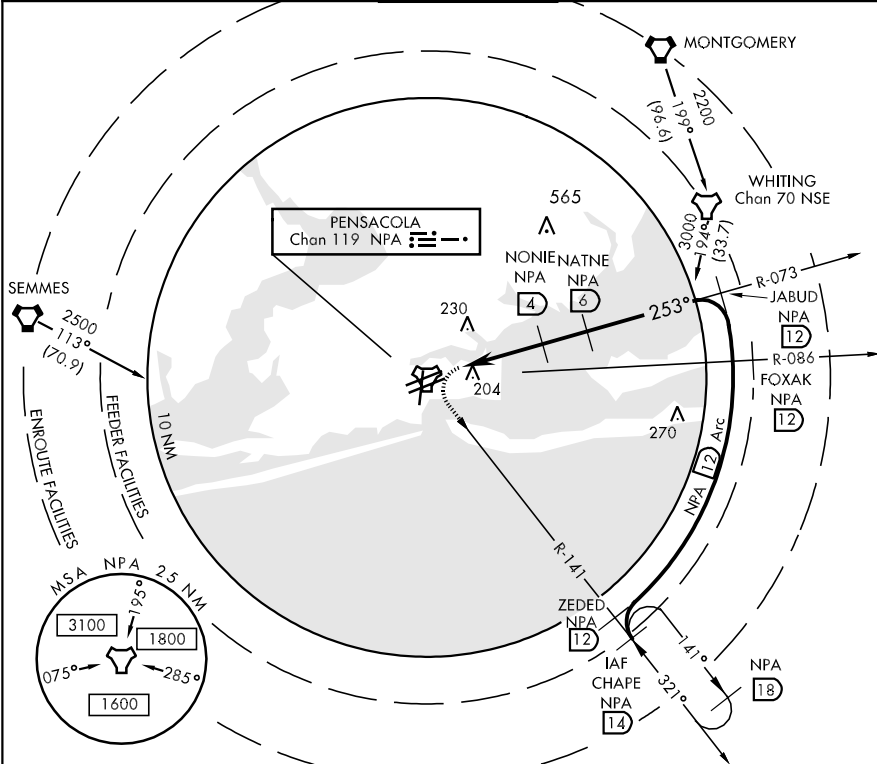 MONTGOMERY
2200
199°
(96.6)
WHITING
Chan 70 NSE
3000
194°
(33.7)
565
PENSACOLA
Chan 119 NPA
NONIE
NPA
4
NATNE
NPA
6
253°
R-073
JABUD
NPA
12
R-086
FOXAK
NPA
12
SEMMES
2500
113°
(70.9)
230
204
270
10 NM
FEEDER FACILITIES
ENROUTE FACILITIES
NPA 12 Arc
R-141
ZEDED
NPA
12
IAF
CHAPE
NPA
14
141°
321°
NPA
18
MSA NPA 25 NM
195°
3100
1800
075°
285°
1600